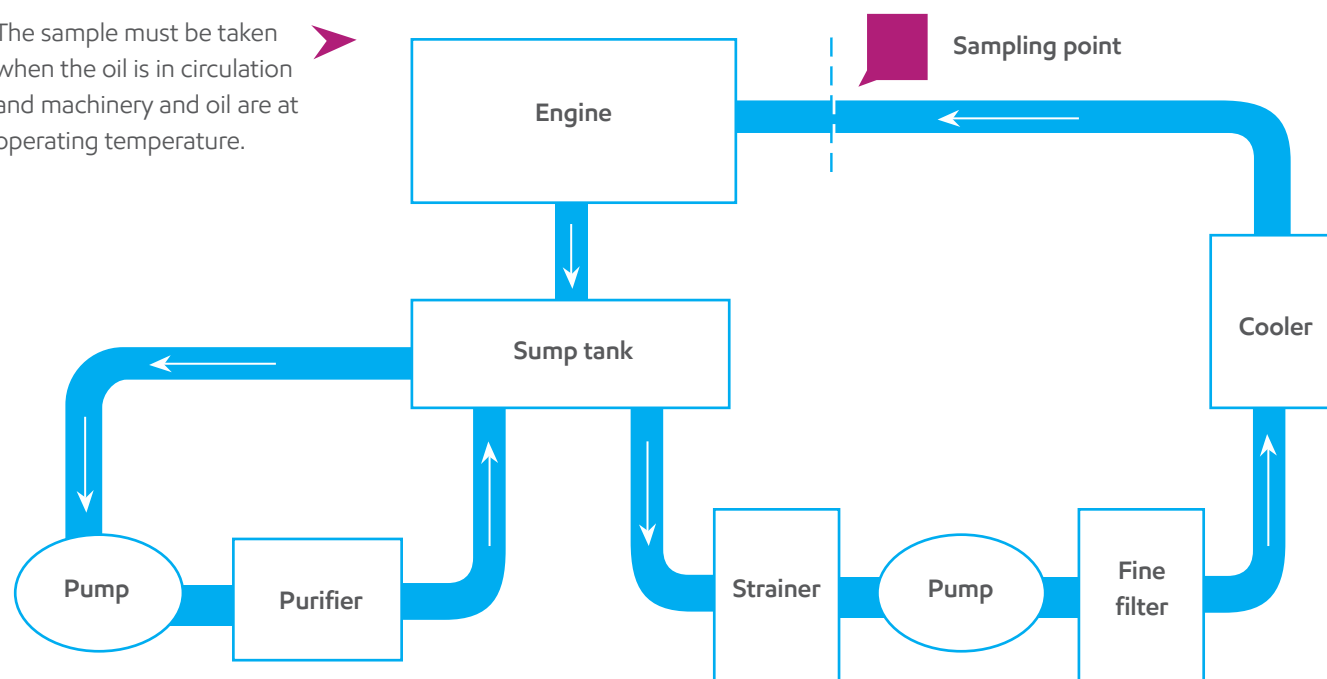 The sample must be taken
when the oil is in circulation
and machinery and oil are at
operating temperature.
Sampling point
Engine
Cooler
Sump tank
Pump
Purifier
Strainer
Pump
Fine
filter